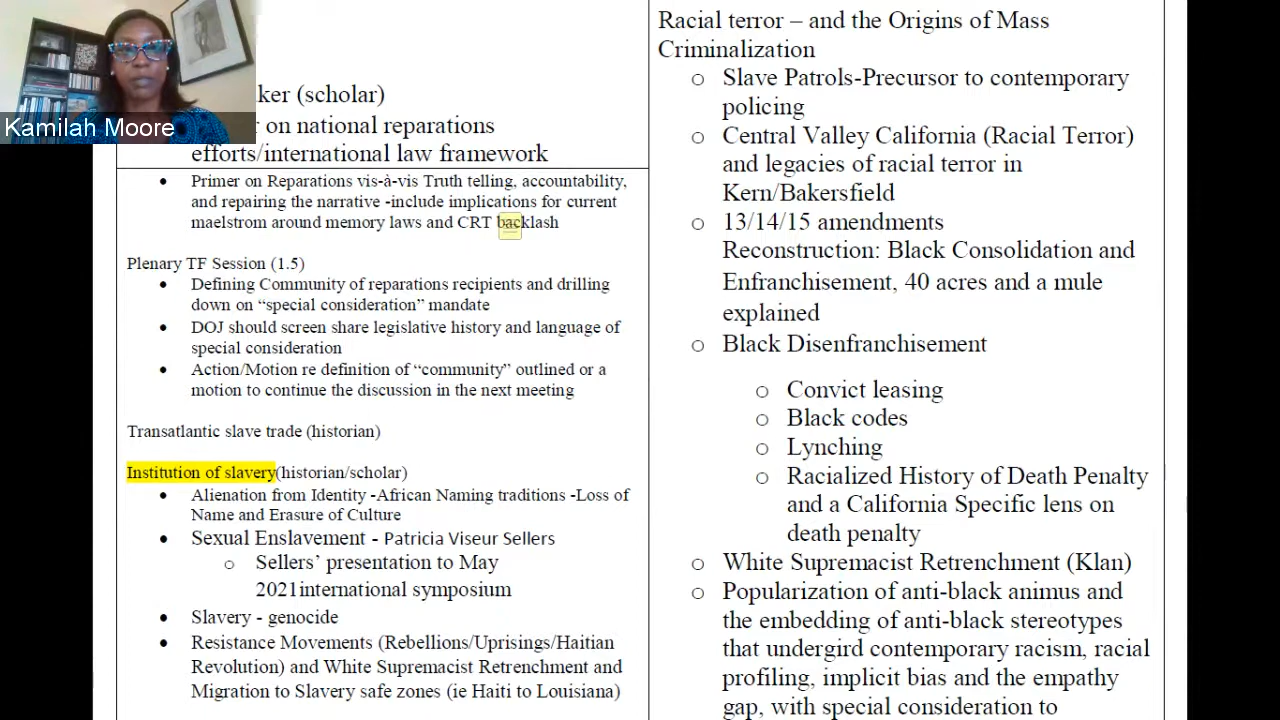 Kamilah Moore
ker (scholar)
on national reparations
efforts/international law framework
• Primer on Reparations vis-à-vis Truth telling, accountability,
and repairing the narrative -include implications for current
maelstrom around memory laws and CRT backlash
Plenary TF Session (1.5)
• Defining Community of reparations recipients and drilling
down on “special consideration” mandate
• DOJ should screen share legislative history and language of
special consideration
• Action/Motion re definition of “community” outlined or a
motion to continue the discussion in the next meeting
Transatlantic slave trade (historian)
Institution of slavery(historian/scholar)
• Alienation from Identity -African Naming traditions -Loss of
Name and Erasure of Culture
• Sexual Enslavement - Patricia Viseur Sellers
o Sellers’ presentation to May
2021international symposium
• Slavery - genocide
• Resistance Movements (Rebellions/Uprisings/Haitian
Revolution) and White Supremacist Retrenchment and
Migration to Slavery safe zones (ie Haiti to Louisiana)
Racial terror – and the Origins of Mass
Criminalization
o Slave Patrols-Precursor to contemporary
policing
o Central Valley California (Racial Terror)
and legacies of racial terror in
Kern/Bakersfield
o 13/14/15 amendments
Reconstruction: Black Consolidation and
Enfranchisement, 40 acres and a mule
explained
o Black Disenfranchisement
o Convict leasing
o Black codes
o Lynching
o Racialized History of Death Penalty
and a California Specific lens on
death penalty
o White Supremacist Retrenchment (Klan)
o Popularization of anti-black animus and
the embedding of anti-black stereotypes
that undergird contemporary racism, racial
profiling, implicit bias and the empathy
gap, with special consideration to